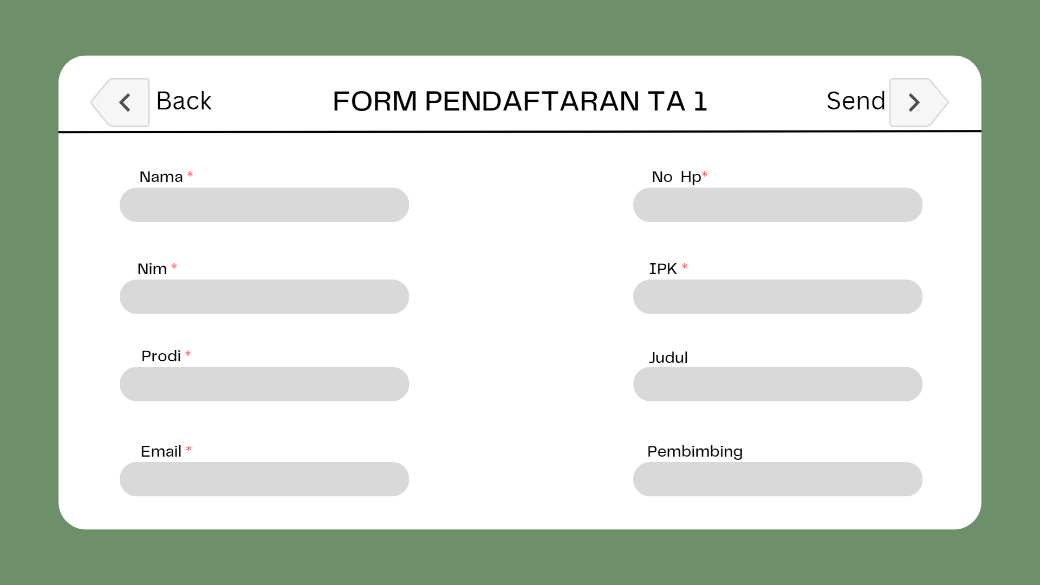 Back FORM PENDAFTARAN TA 1 Send
Nama *
No Hp*
Nim *
IPK *
Prodi *
Judul
Email *
Pembimbing